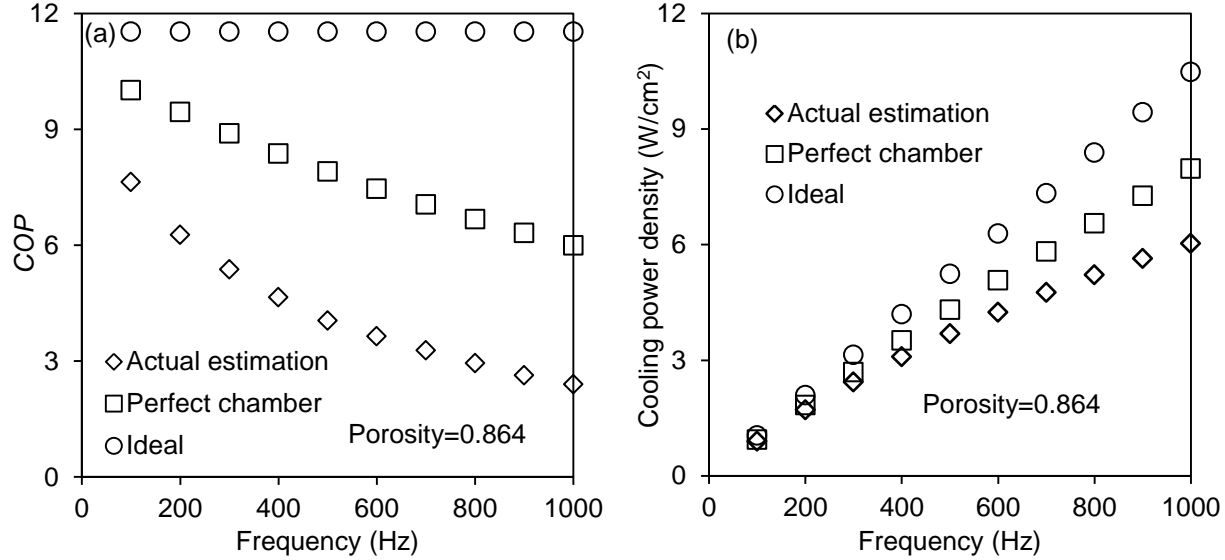 (a)
12
9
6
3
0
COP
Actual estimation
Perfect chamber
Ideal
Porosity=0.864
0 200 400 600 800 1000
Frequency (Hz)
(b)
12
9
6
3
0
Cooling power density (W/cm²)
Actual estimation
Perfect chamber
Ideal
Porosity=0.864
0 200 400 600 800 1000
Frequency (Hz)